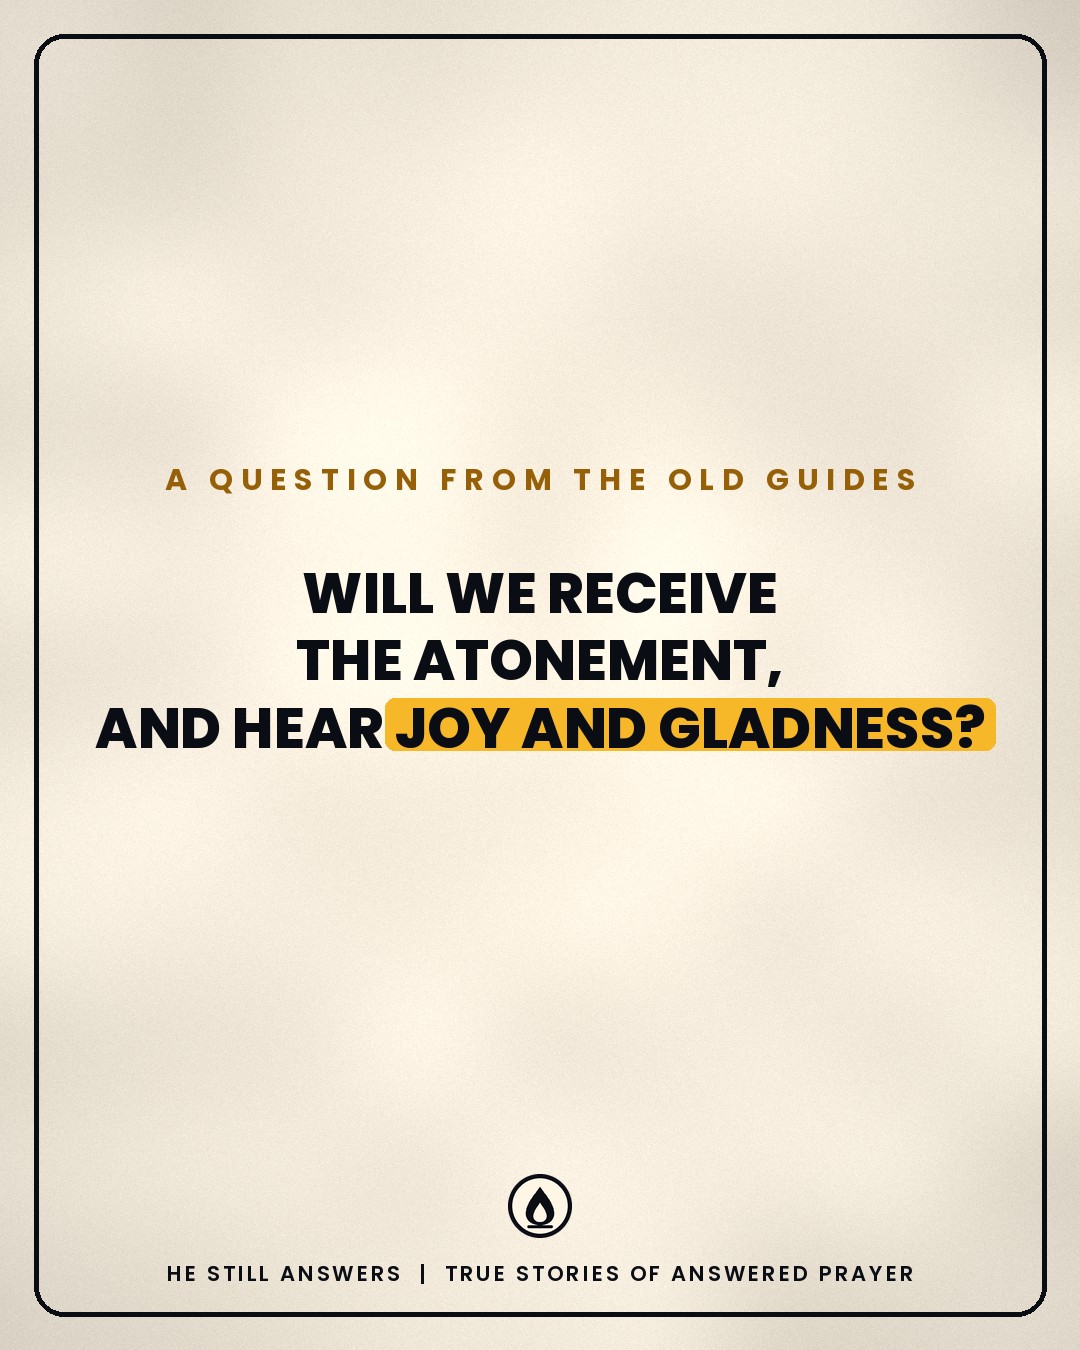 A QUESTION FROM THE OLD GUIDES
WILL WE RECEIVE
THE ATONEMENT,
AND HEAR JOY AND GLADNESS?
HE STILL ANSWERS | TRUE STORIES OF ANSWERED PRAYER